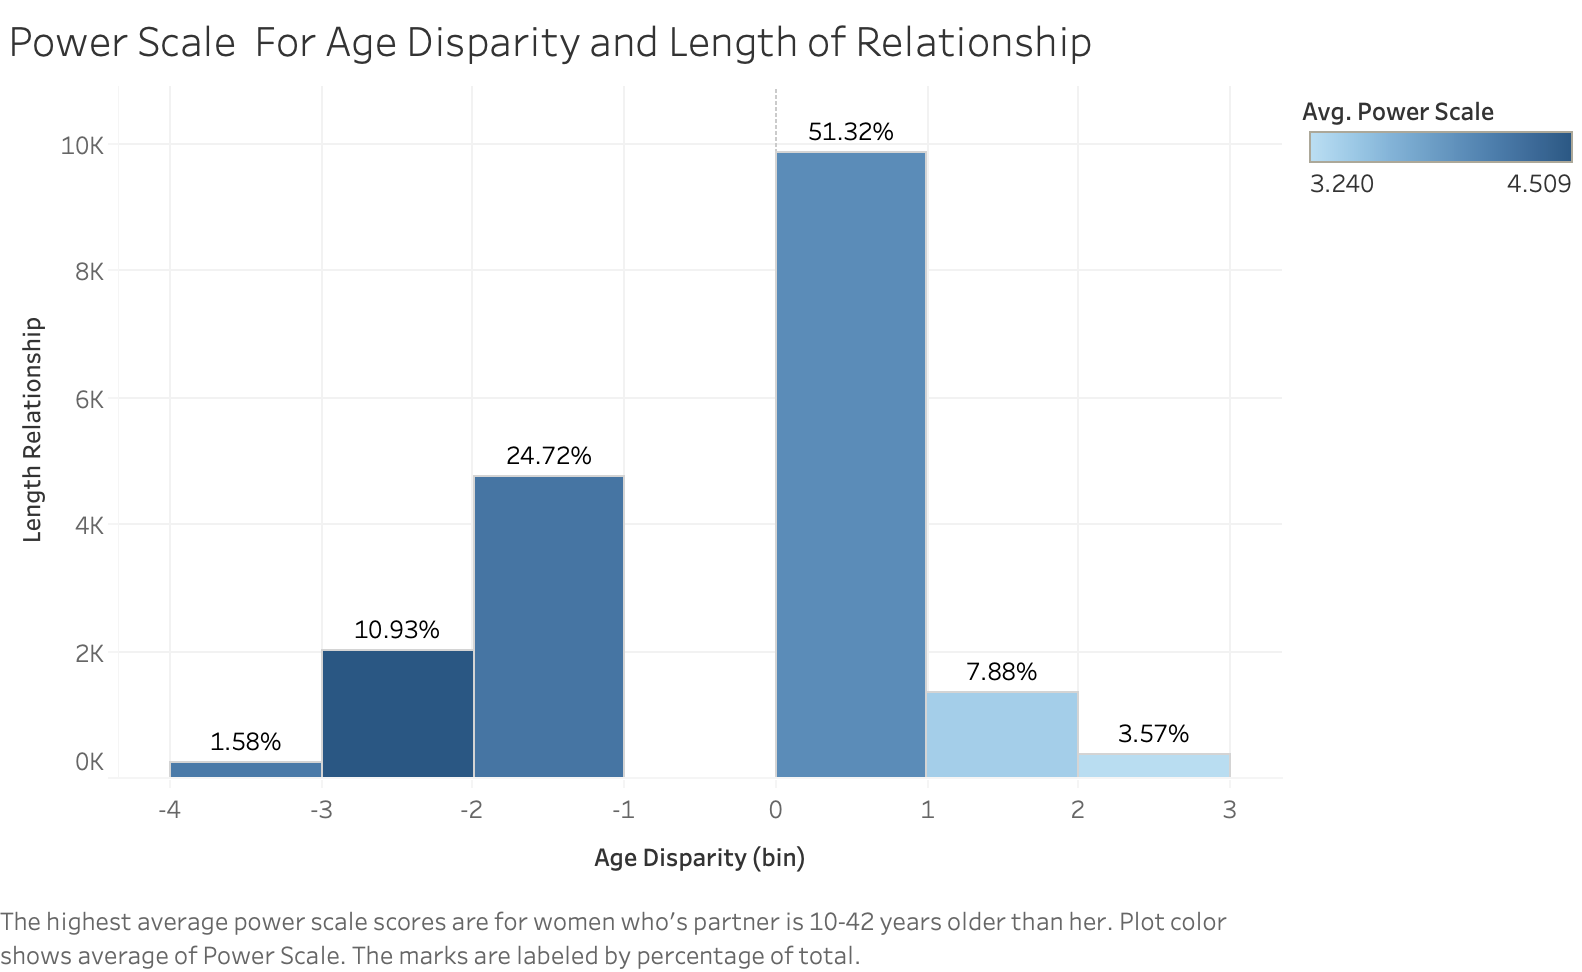 Power Scale  For Age Disparity and Length of Relationship
Avg. Power Scale
3.240 4.509
Length Relationship
10K
8K
6K
4K
2K
0K
51.32%
24.72%
10.93%
7.88%
3.57%
1.58%
-4 -3 -2 -1 0 1 2 3
Age Disparity (bin)
The highest average power scale scores are for women who's partner is 10-42 years older than her. Plot color
shows average of Power Scale. The marks are labeled by percentage of total.